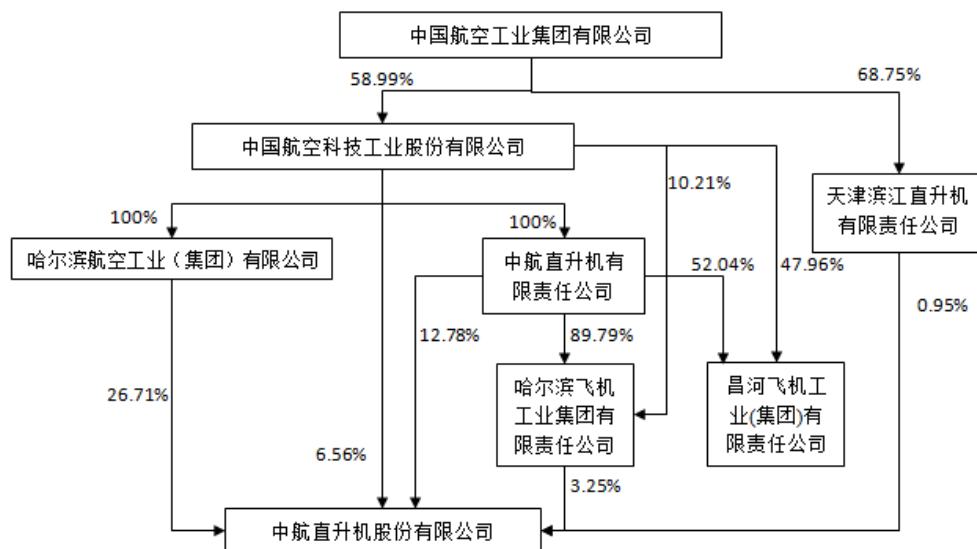 中国航空工业集团有限公司
58.99%
68.75%
中国航空科技工业股份有限公司
10.21%
天津滨江直升机
有限责任公司
100%
100%
哈尔滨航空工业（集团）有限公司
中航直升机有
限责任公司
52.04%
47.96%
0.95%
12.78%
89.79%
哈尔滨飞机
工业集团有
限责任公司
昌河飞机工
业(集团)有
限责任公司
26.71%
6.56%
3.25%
中航直升机股份有限公司